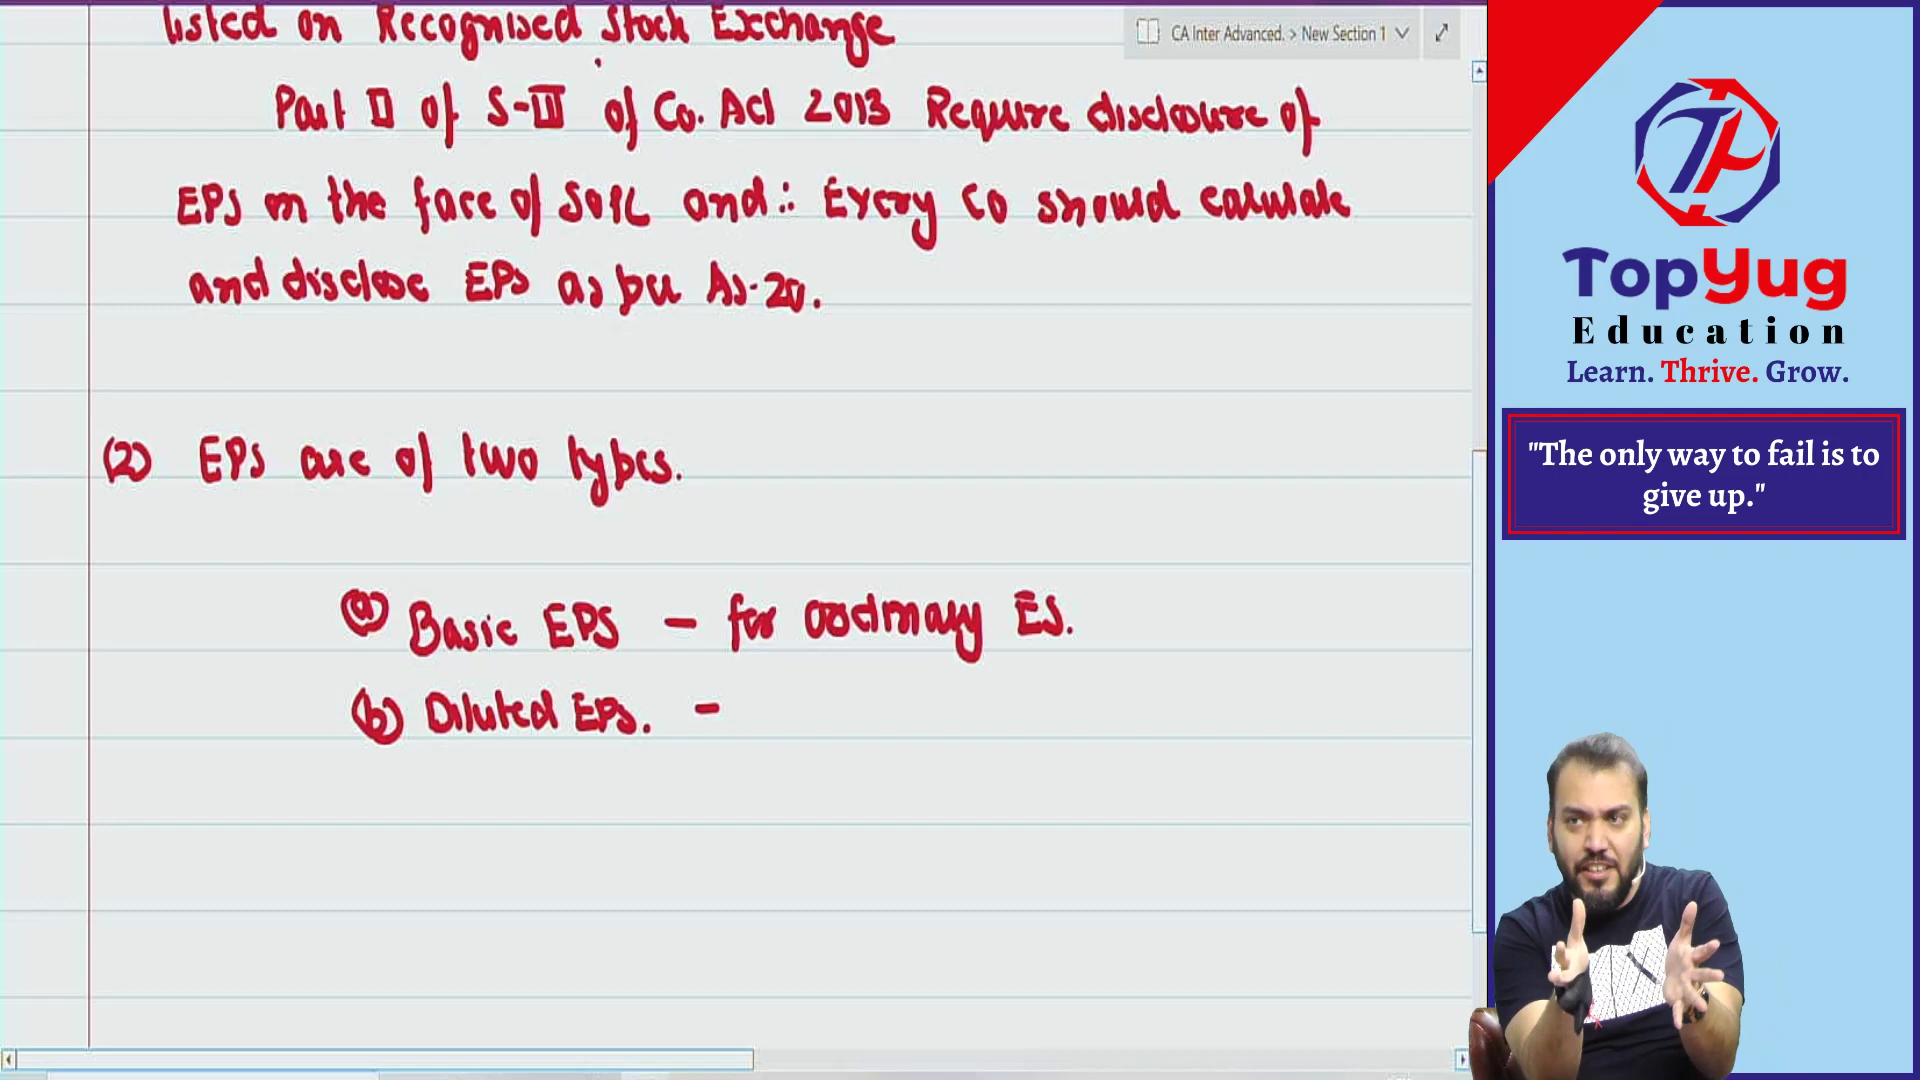 listed on Recognised Stock Exchange
CA Inter Advanced. > New Section 1
Part II of S-III of Co. Act 2013 Require disclosure of
EPS on the face of SOPL and ∴ Every Co should calculate
and disclose EPS as per AS-20.
(2) EPS are of two types.
(a) Basic EPS - for ordinary ES.
(b) Diluted EPS. -
TopYug
Education
Learn. Thrive. Grow.
"The only way to fail is to
give up."